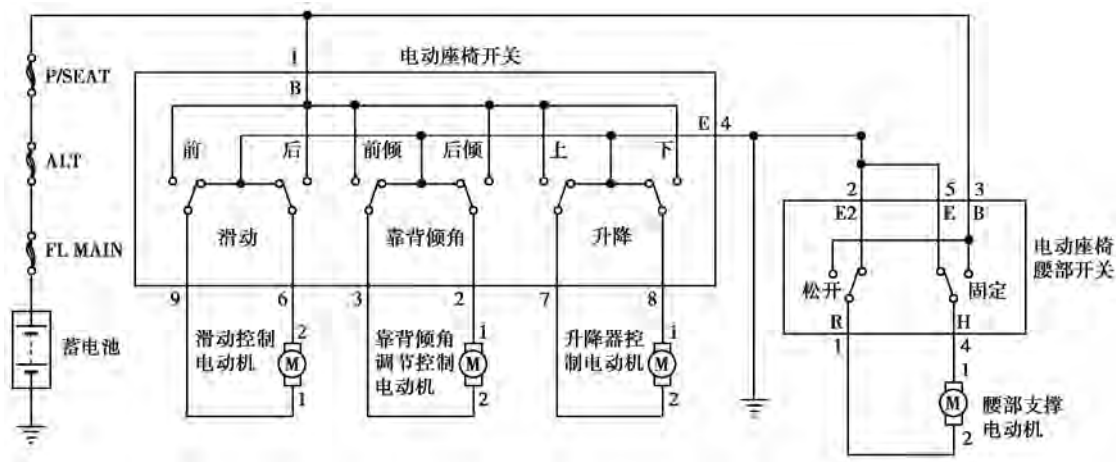 电动座椅开关
1
B
P/SEAT
ALT
FL MAIN
蓄电池
E 4
前
后
前倾
后倾
上
下
滑动
靠背倾角
升降
9
6
3
2
7
8
滑动控制
电动机
2
M
1
靠背倾角
调节控制
电动机
1
M
2
升降器控
制电动机
1
M
2
2
5
3
E2
E
B
电动座椅
腰部开关
松开
固定
R
H
1
4
1
M
2
腰部支撑
电动机